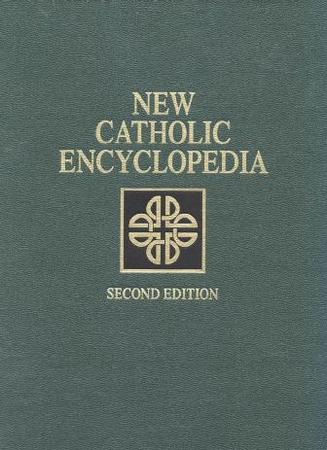 NEW
CATHOLIC
ENCYCLOPEDIA
SECOND EDITION